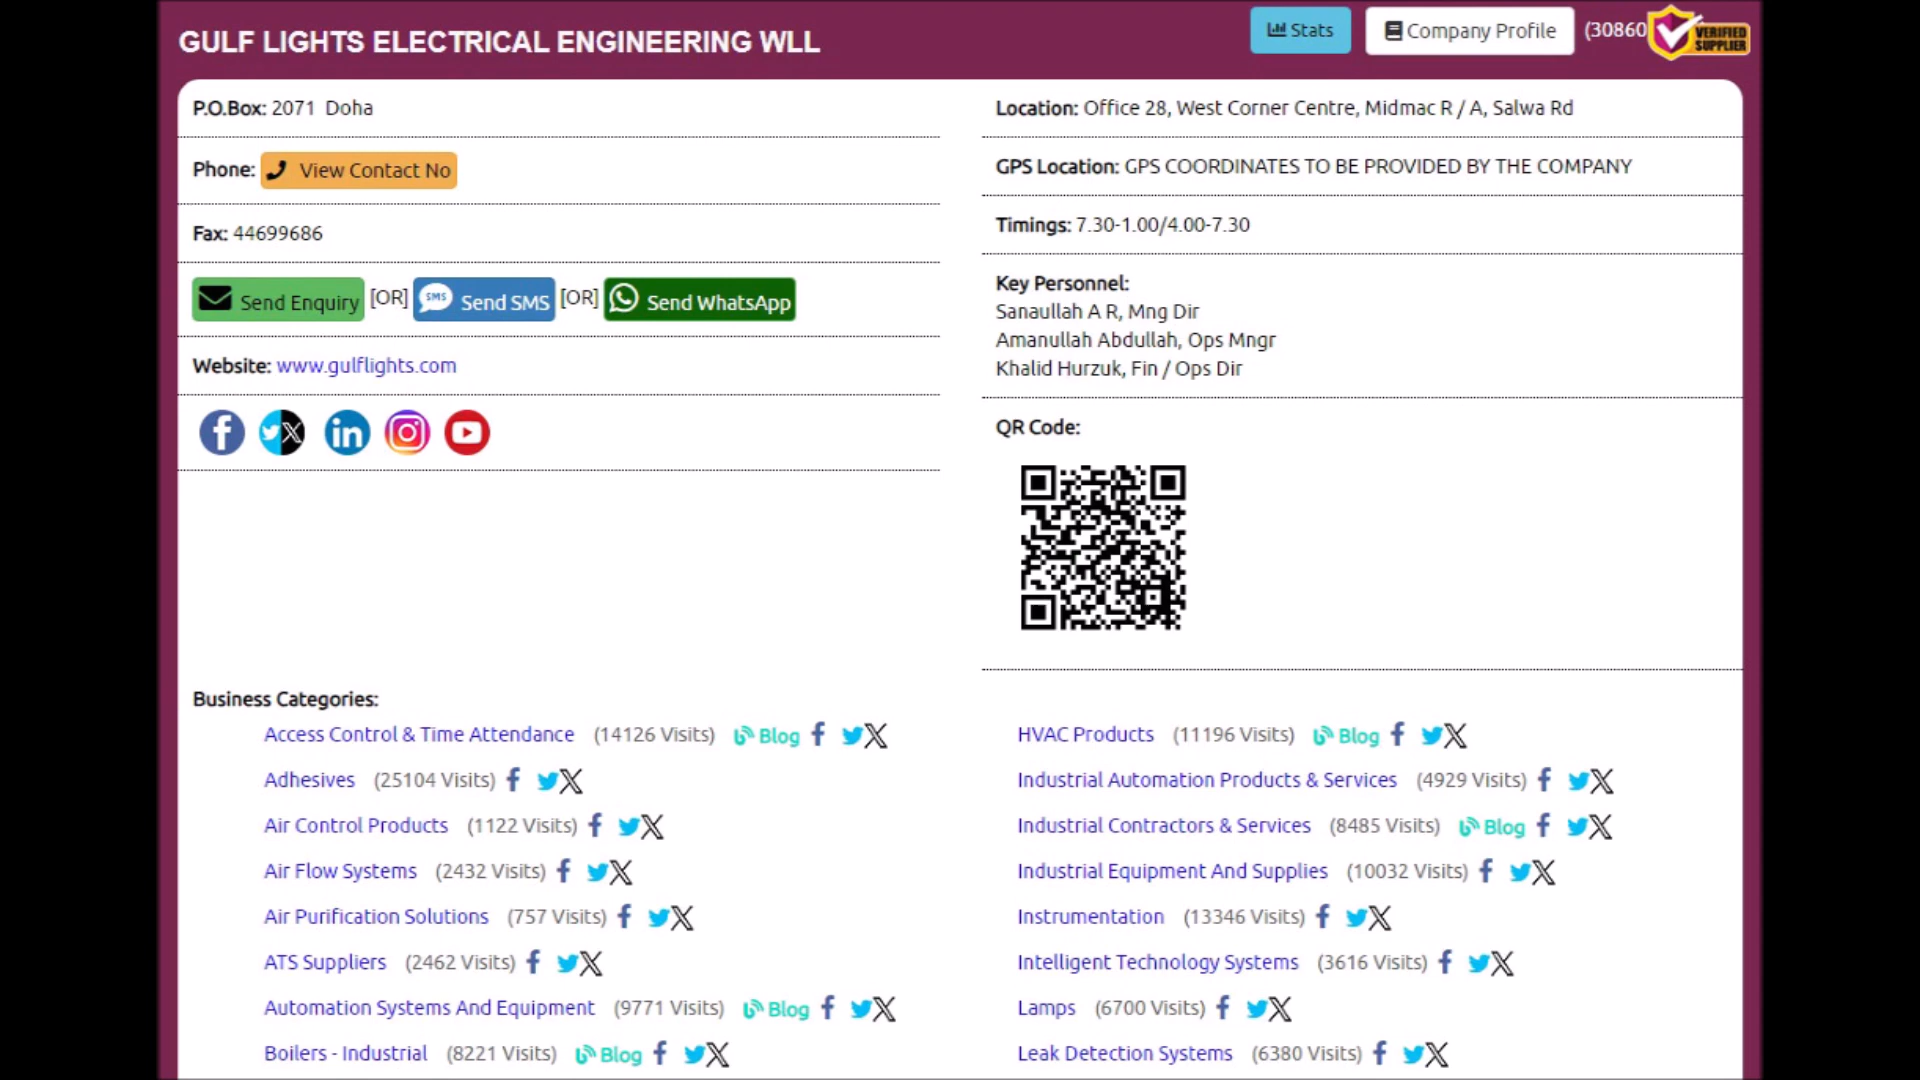 GULF LIGHTS ELECTRICAL ENGINEERING WLL
Stats
Company Profile
(30860
VERIFIED SUPPLIER
P.O.Box: 2071 Doha
Phone: View Contact No
Fax: 44699686
Send Enquiry [OR] SMS Send SMS [OR] Send WhatsApp
Website: www.gulflights.com
Location: Office 28, West Corner Centre, Midmac R / A, Salwa Rd
GPS Location: GPS COORDINATES TO BE PROVIDED BY THE COMPANY
Timings: 7.30-1.00/4.00-7.30
Key Personnel:
Sanaullah A R, Mng Dir
Amanullah Abdullah, Ops Mngr
Khalid Hurzuk, Fin / Ops Dir
QR Code:
Business Categories:
Access Control & Time Attendance (14126 Visits) Blog
Adhesives (25104 Visits)
Air Control Products (1122 Visits)
Air Flow Systems (2432 Visits)
Air Purification Solutions (757 Visits)
ATS Suppliers (2462 Visits)
Automation Systems And Equipment (9771 Visits) Blog
Boilers - Industrial (8221 Visits) Blog
HVAC Products (11196 Visits) Blog
Industrial Automation Products & Services (4929 Visits)
Industrial Contractors & Services (8485 Visits) Blog
Industrial Equipment And Supplies (10032 Visits)
Instrumentation (13346 Visits)
Intelligent Technology Systems (3616 Visits)
Lamps (6700 Visits)
Leak Detection Systems (6380 Visits)